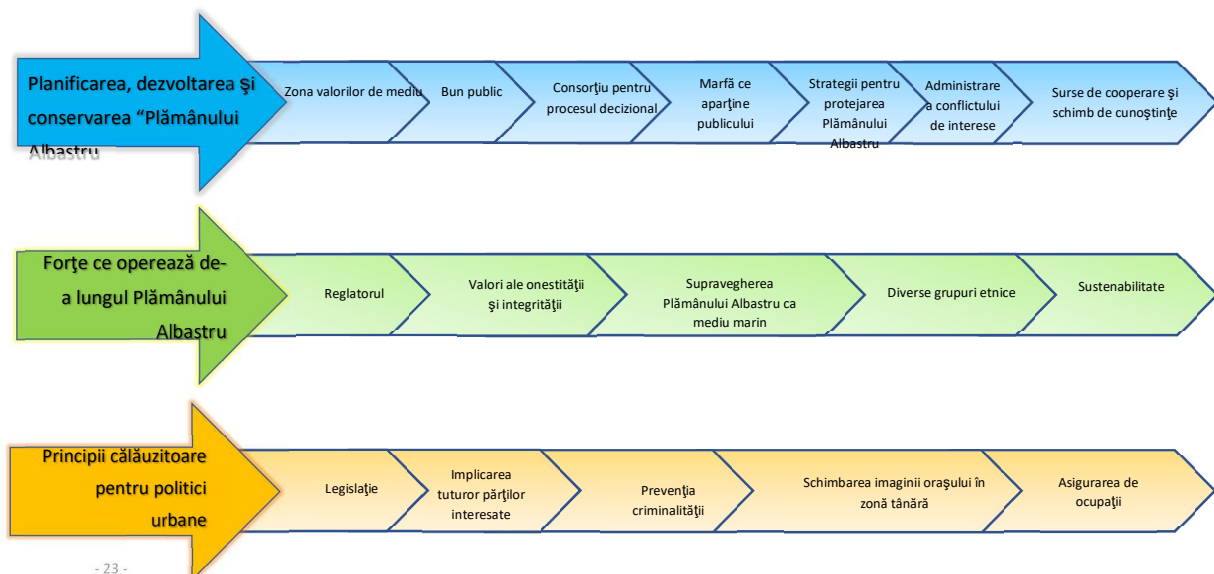 Planificarea, dezvoltarea şi
conservarea “Plămânului
Albastru
Zona valorilor de mediu
Bun public
Consorţiu pentru
procesul decizional
Marfă ce
aparţine
publicului
Strategii pentru
protejarea
Plămânului
Albastru
Administrare
a conflictului
de interese
Surse de cooperare şi
schimb de cunoştinţe
Forţe ce operează de-
a lungul Plămânului
Albastru
Reglatorul
Valori ale onestităţii
şi integrităţii
Supravegherea
Plămânului Albastru ca
mediu marin
Diverse grupuri etnice
Sustenabilitate
Principii călăuzitoare
pentru politici
urbane
Legislaţie
Implicarea
tuturor părţilor
interesate
Prevenţia
criminalităţii
Schimbarea imaginii oraşului în
zonă tânără
Asigurarea de
ocupaţii
- 23 -